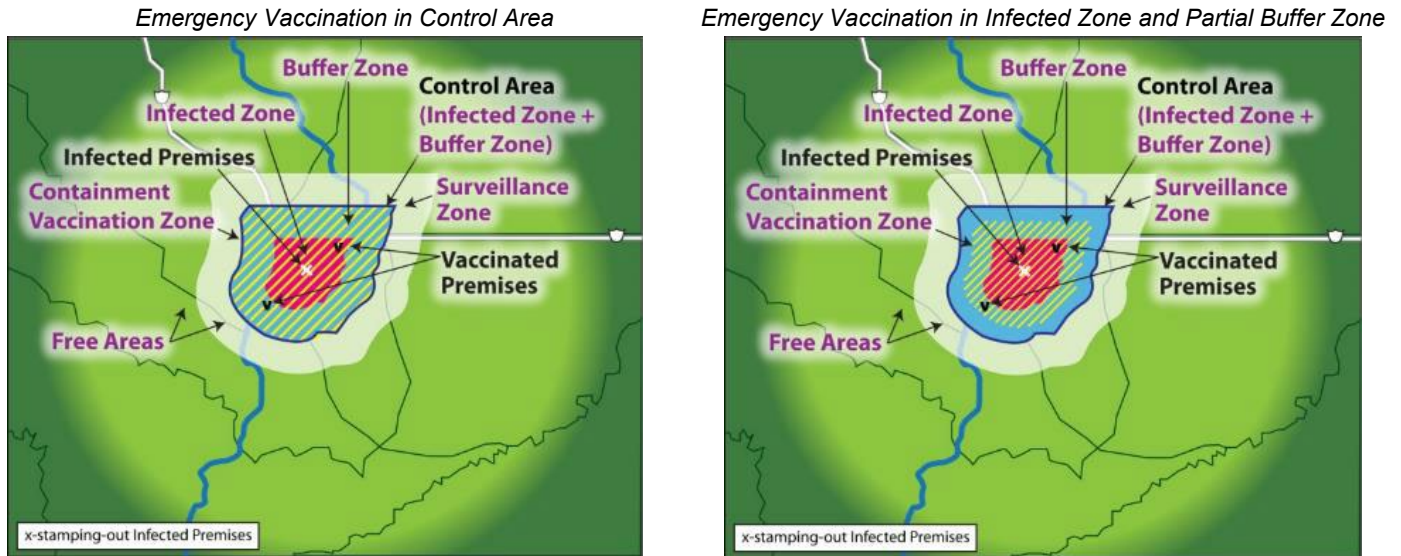 Emergency Vaccination in Control Area
Buffer Zone
Control Area
(Infected Zone +
Buffer Zone)
Infected Zone
Infected Premises
Containment
Vaccination Zone
Surveillance
Zone
v
x
v
Vaccinated
Premises
Free Areas
x-stamping-out Infected Premises
Emergency Vaccination in Infected Zone and Partial Buffer Zone
Buffer Zone
Control Area
(Infected Zone +
Buffer Zone)
Infected Zone
Infected Premises
Containment
Vaccination Zone
Surveillance
Zone
v
x
v
Vaccinated
Premises
Free Areas
x-stamping-out Infected Premises